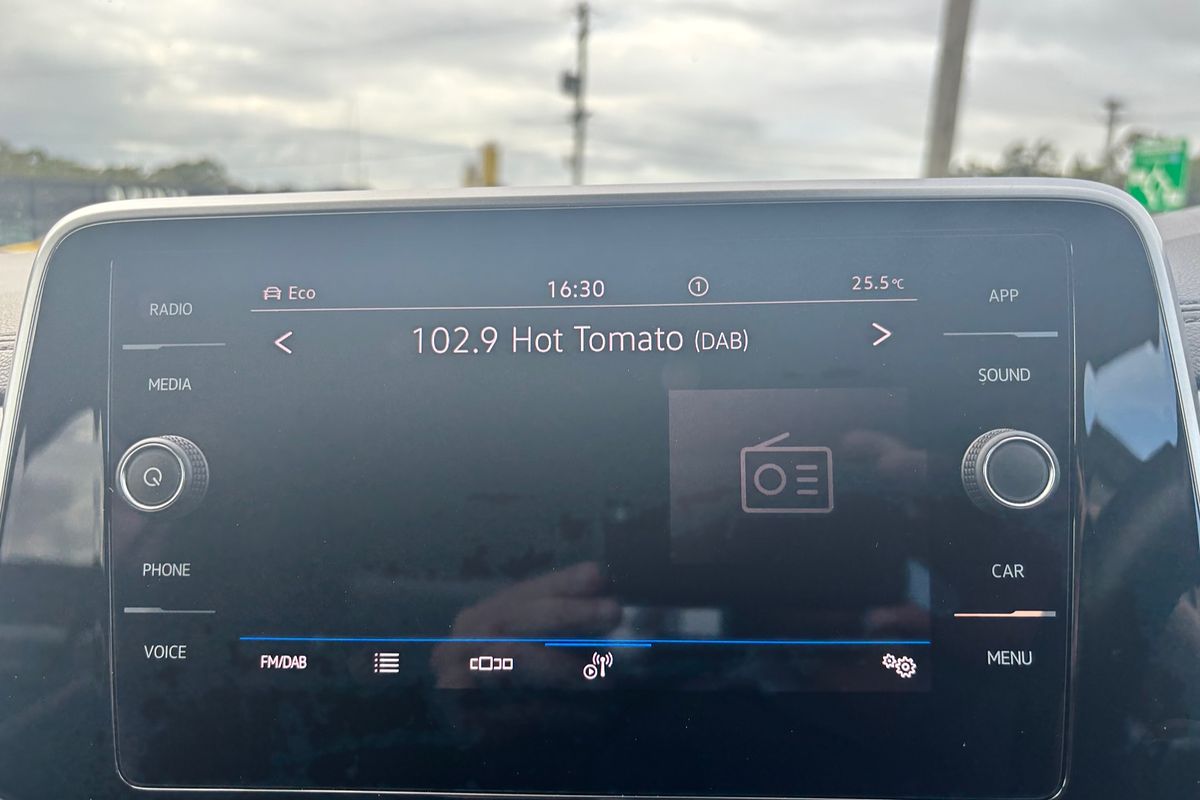 Eco 16:30 1 25.5°C
RADIO
APP
102.9 Hot Tomato (DAB)
MEDIA
SOUND
PHONE
CAR
VOICE
FM/DAB
MENU